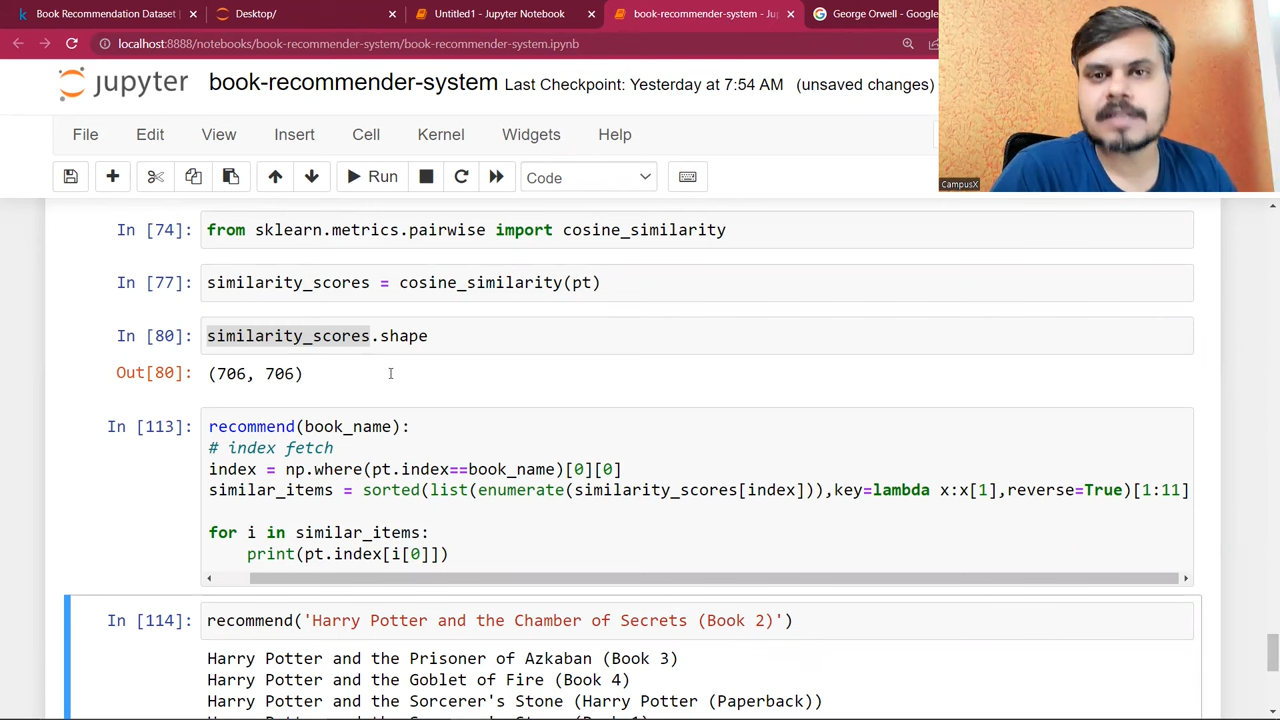 Book Recommendation Dataset
Desktop/
Untitled1 - Jupyter Notebook
book-recommender-system - Ju
George Orwell - Google
localhost:8888/notebooks/book-recommender-system/book-recommender-system.ipynb
jupyter book-recommender-system Last Checkpoint: Yesterday at 7:54 AM (unsaved changes)
File Edit View Insert Cell Kernel Widgets Help
Run Code
CampusX
In [74]: from sklearn.metrics.pairwise import cosine_similarity
In [77]: similarity_scores = cosine_similarity(pt)
In [80]: similarity_scores.shape
Out[80]: (706, 706)
In [113]: recommend(book_name):
# index fetch
index = np.where(pt.index==book_name)[0][0]
similar_items = sorted(list(enumerate(similarity_scores[index])),key=lambda x:x[1],reverse=True)[1:11]
for i in similar_items:
print(pt.index[i[0]])
In [114]: recommend('Harry Potter and the Chamber of Secrets (Book 2)')
Harry Potter and the Prisoner of Azkaban (Book 3)
Harry Potter and the Goblet of Fire (Book 4)
Harry Potter and the Sorcerer's Stone (Harry Potter (Paperback))